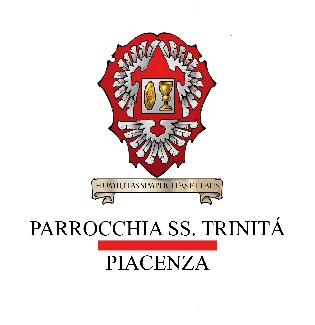 PARROCCHIA SS. TRINITÁ
PIACENZA